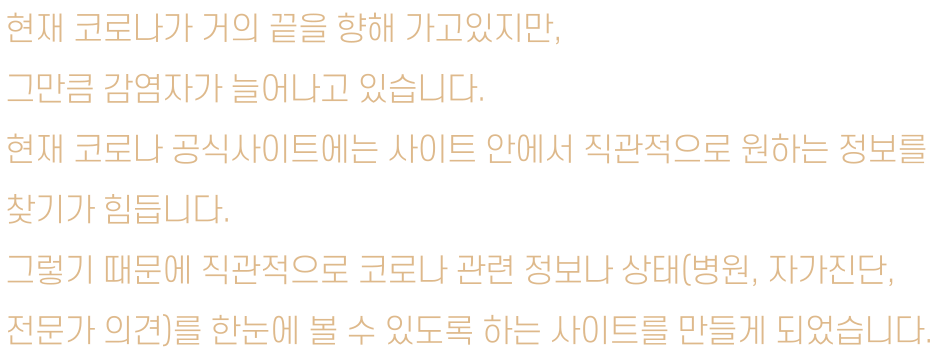 현재 코로나가 거의 끝을 향해 가고있지만,
그만큼 감염자가 늘어나고 있습니다.
현재 코로나 공식사이트에는 사이트 안에서 직관적으로 원하는 정보를
찾기가 힘듭니다.
그렇기 때문에 직관적으로 코로나 관련 정보나 상태(병원, 자가진단,
전문가 의견)를 한눈에 볼 수 있도록 하는 사이트를 만들게 되었습니다.